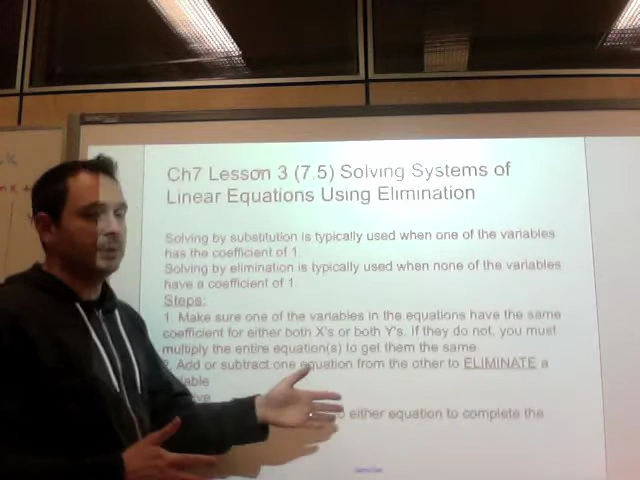 Ch7 Lesson 3 (7.5) Solving Systems of
Linear Equations Using Elimination
Solving by substitution is typically used when one of the variables
has the coefficient of 1.
Solving by elimination is typically used when none of the variables
have a coefficient of 1.
Steps:
1. Make sure one of the variables in the equations have the same
coefficient for either both X's or both Y's. If they do not, you must
multiply the entire equation(s) to get them the same.
2. Add or subtract one equation from the other to ELIMINATE a
either equation to complete the